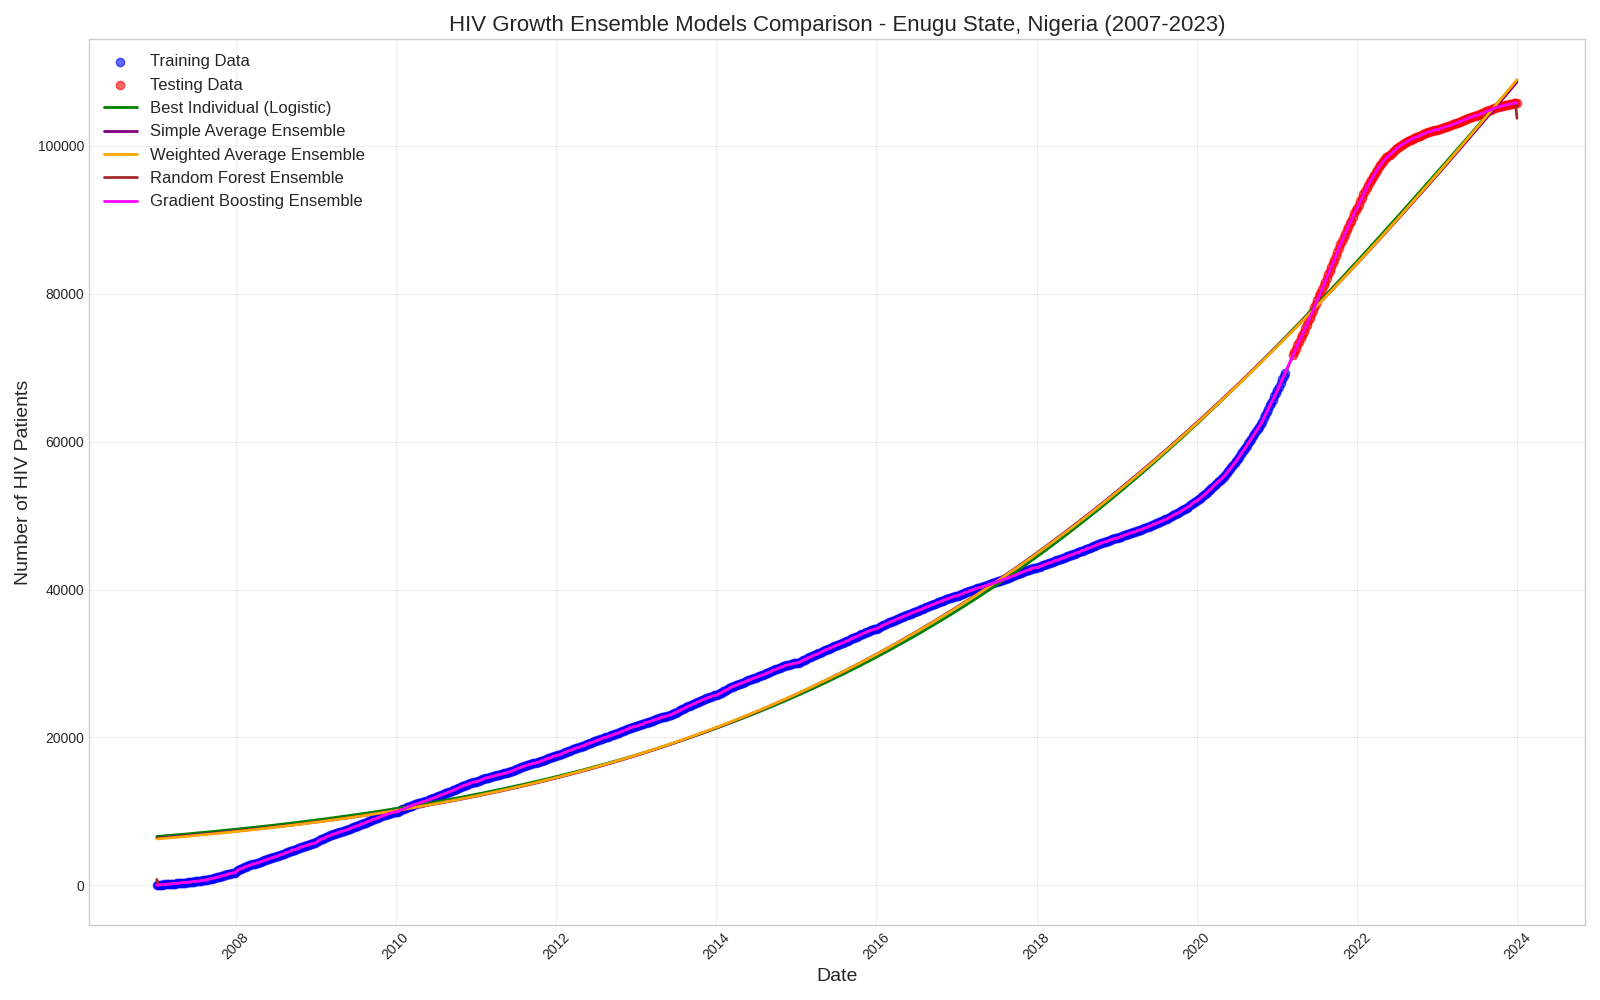 HIV Growth Ensemble Models Comparison - Enugu State, Nigeria (2007-2023)
Training Data
Testing Data
Best Individual (Logistic)
Simple Average Ensemble
Weighted Average Ensemble
Random Forest Ensemble
Gradient Boosting Ensemble
Number of HIV Patients
100000
80000
60000
40000
20000
0
2008
2010
2012
2014
2016
2018
2020
2022
2024
Date